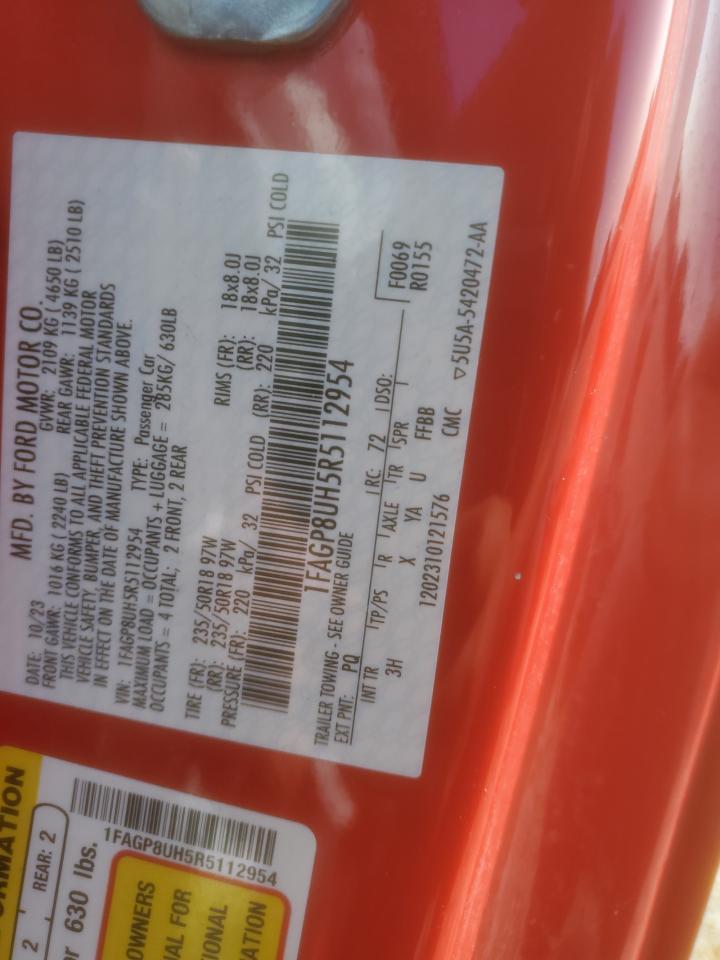 MFD. BY FORD MOTOR CO.
DATE: 10/23 GVWR: 2109 KG ( 4650 LB)
FRONT GAWR: 1016 KG ( 2240 LB) REAR GAWR: 1139 KG ( 2510 LB)
THIS VEHICLE CONFORMS TO ALL APPLICABLE FEDERAL MOTOR
VEHICLE SAFETY, BUMPER, AND THEFT PREVENTION STANDARDS
IN EFFECT ON THE DATE OF MANUFACTURE SHOWN ABOVE.
VIN: 1FAGP8UH5R5112954 TYPE: Passenger Car
MAXIMUM LOAD = OCCUPANTS + LUGGAGE = 285KG/ 630LB
OCCUPANTS = 4 TOTAL; 2 FRONT, 2 REAR
TIRE (FR): 235/50R18 97W RIMS (FR): 18x8.0J
(RR): 235/50R18 97W (RR): 18x8.0J
PRESSURE (FR): 220 kPa/ 32 PSI COLD (RR): 220 kPa/ 32 PSI COLD
1FAGP8UH5R5112954
TRAILER TOWING - SEE OWNER GUIDE
EXT PNT: PQ RC: 72 DSO: F0069
R0155
INT TR TP/PS R AXLE TR SPR
3H X YA U FFBB
1202310121576 CMC ▽5U5A-5420472-AA
1FAGP8UH5R5112954
RMATION
2 REAR: 2
or 630 lbs.
OWNERS
AL FOR
IONAL
ATION